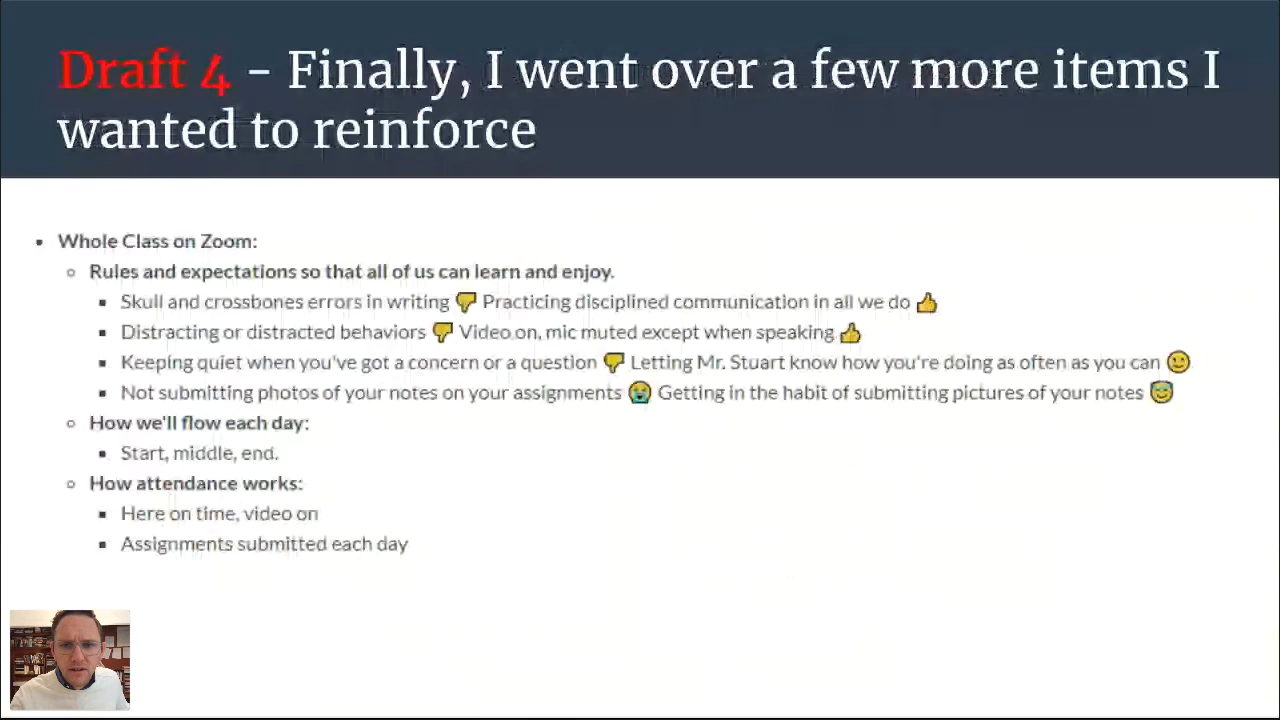 Draft 4 - Finally, I went over a few more items I
wanted to reinforce
Whole Class on Zoom:
Rules and expectations so that all of us can learn and enjoy.
Skull and crossbones errors in writing 👎 Practicing disciplined communication in all we do 👍
Distracting or distracted behaviors 👎 Video on, mic muted except when speaking 👍
Keeping quiet when you've got a concern or a question 👎 Letting Mr. Stuart know how you're doing as often as you can 🙂
Not submitting photos of your notes on your assignments 😭 Getting in the habit of submitting pictures of your notes 😇
How we'll flow each day:
Start, middle, end.
How attendance works:
Here on time, video on
Assignments submitted each day